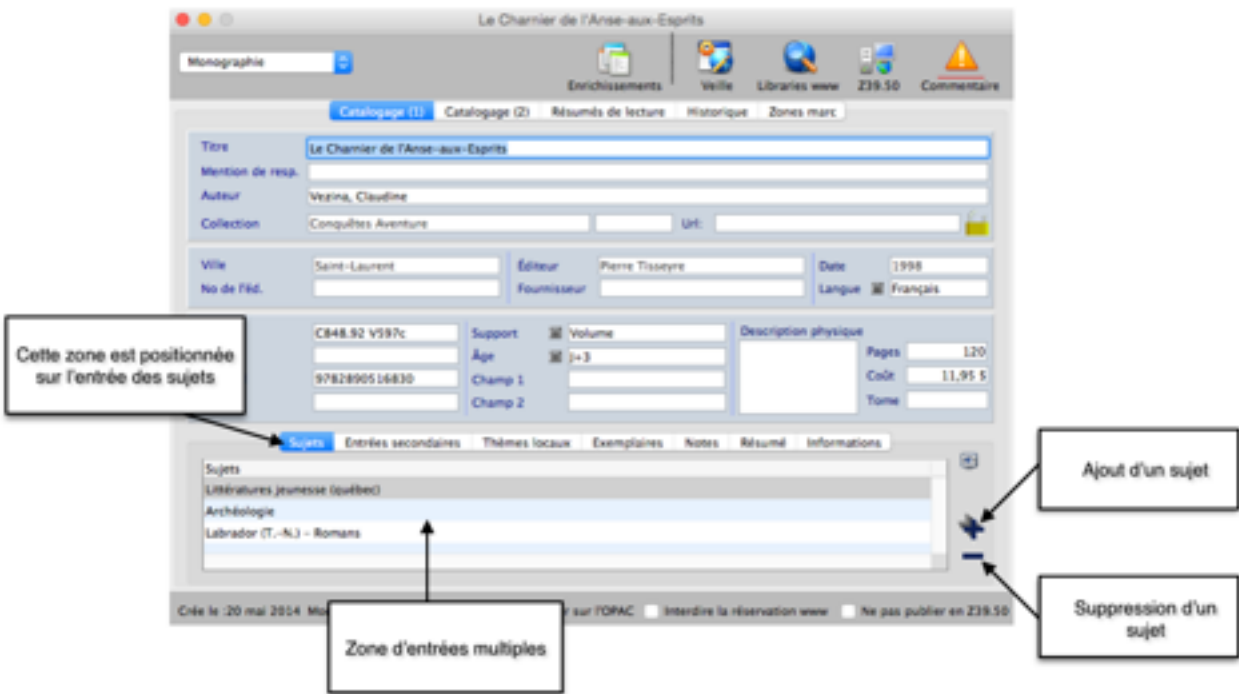 Le Charnier de l'Anse-aux-Esprits
Monographie
Enrichissements Veille Libraries www Z39.50 Commentaire
Catalogage (1) Catalogage (2) Résumés de lecture Historique Zones marc
Titre Le Charnier de l'Anse-aux-Esprits
Mention de resp.
Auteur Vezina, Claudine
Collection Conquêtes Aventure Url:
Ville Saint-Laurent Éditeur Pierre Tisseyre Date 1998
No de l'éd. Fournisseur Langue Français
C848.92 V597c Support Volume Description physique
Âge J+3 Pages 120
9782890516830 Champ 1 Coût 11,95 $
Champ 2 Tome
Cette zone est positionnée
sur l'entrée des sujets
Sujets Entrées secondaires Thèmes locaux Exemplaires Notes Résumé Informations
Sujets
Littératures jeunesse (québec)
Archéologie
Labrador (T.-N.) - Romans
Ajout d'un sujet
Suppression d'un
sujet
Crée le :20 mai 2014 sur l'OPAC Interdire la réservation www Ne pas publier en Z39.50
Zone d'entrées multiples